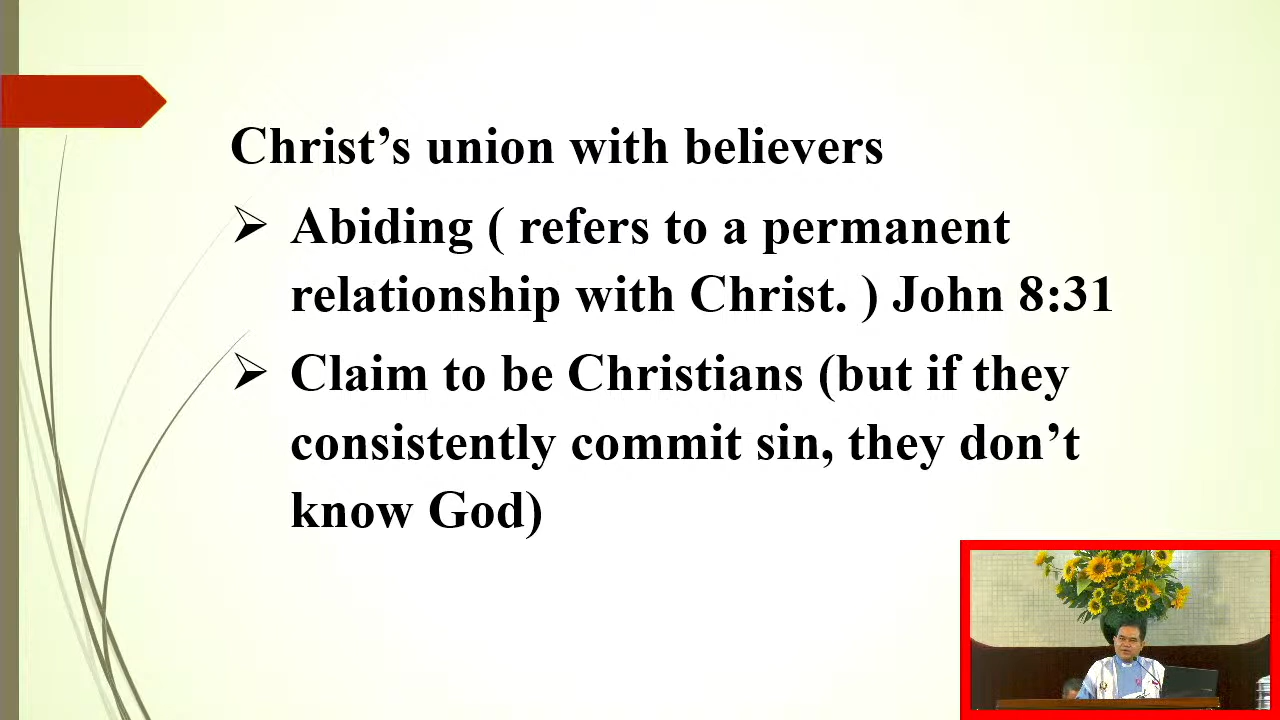 Christ’s union with believers
➢ Abiding ( refers to a permanent
relationship with Christ. ) John 8:31
➢ Claim to be Christians (but if they
consistently commit sin, they don’t
know God)